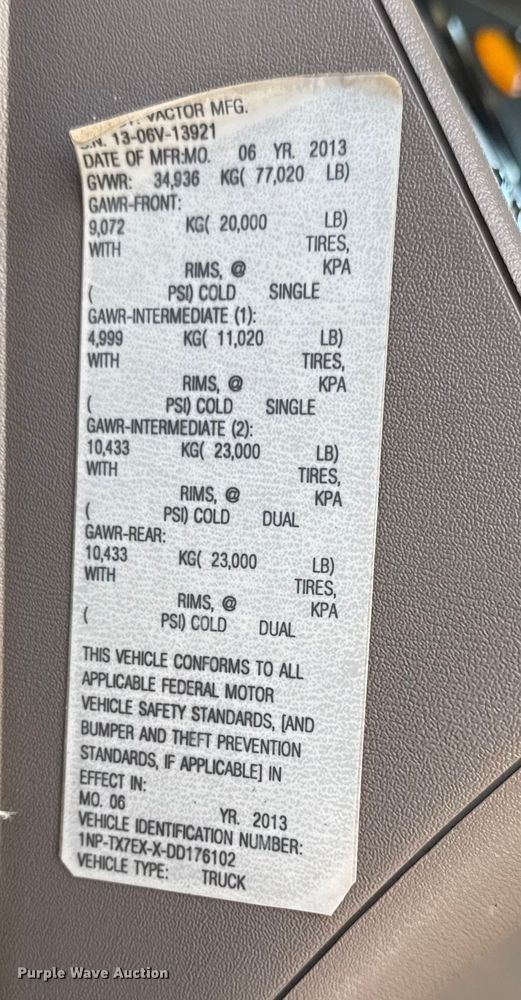 VACTOR MFG.
S.N. 13-06V-13921
DATE OF MFR:MO. 06 YR. 2013
GVWR: 34,936 KG( 77,020 LB)
GAWR-FRONT:
9,072 KG( 20,000 LB)
WITH TIRES,
RIMS, @ KPA
( PSI) COLD SINGLE
GAWR-INTERMEDIATE (1):
4,999 KG( 11,020 LB)
WITH TIRES,
RIMS, @ KPA
( PSI) COLD SINGLE
GAWR-INTERMEDIATE (2):
10,433 KG( 23,000 LB)
WITH TIRES,
RIMS, @ KPA
( PSI) COLD DUAL
GAWR-REAR:
10,433 KG( 23,000 LB)
WITH TIRES,
RIMS, @ KPA
( PSI) COLD DUAL
THIS VEHICLE CONFORMS TO ALL
APPLICABLE FEDERAL MOTOR
VEHICLE SAFETY STANDARDS, [AND
BUMPER AND THEFT PREVENTION
STANDARDS, IF APPLICABLE] IN
EFFECT IN:
MO. 06 YR. 2013
VEHICLE IDENTIFICATION NUMBER:
1NP-TX7EX-X-DD176102
VEHICLE TYPE: TRUCK
Purple Wave Auction